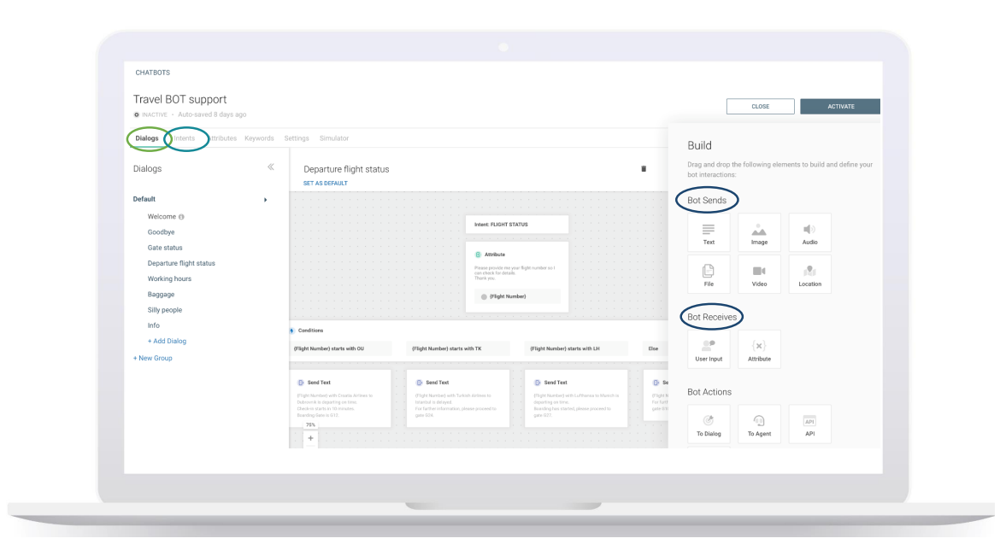 CHATBOTS
Travel BOT support
INACTIVE - Auto-saved 8 days ago
CLOSE
ACTIVATE
Dialogs Intents Attributes Keywords Settings Simulator
Dialogs
Default
Welcome
Goodbye
Gate status
Departure flight status
Working hours
Baggage
Silly people
Info
+ Add Dialog
+ New Group
Departure flight status
SET AS DEFAULT
Intent: FLIGHT STATUS
Attribute
Please provide me your flight number so I
can check for details.
Thank you.
(Flight Number)
Conditions
(Flight Number) starts with OU
(Flight Number) starts with TK
(Flight Number) starts with LH
Else
Send Text
(Flight Number) with Croatia Airlines to
Dubrovnik is departing on time.
Check-in starts in 10 minutes.
Boarding Gate is
Send Text
(Flight Number) with Turkish Airlines to
Istanbul is delayed.
For further information, please proceed to
gate
Send Text
(Flight Number) with Lufthansa to Munich is
departing on time.
Boarding has started, please proceed to
gate
Se
75%
+
Build
Drag and drop the following elements to build and define your
bot interactions:
Bot Sends
Text
Image
Audio
File
Video
Location
Bot Receives
User Input
Attribute
Bot Actions
To Dialog
To Agent
API
API